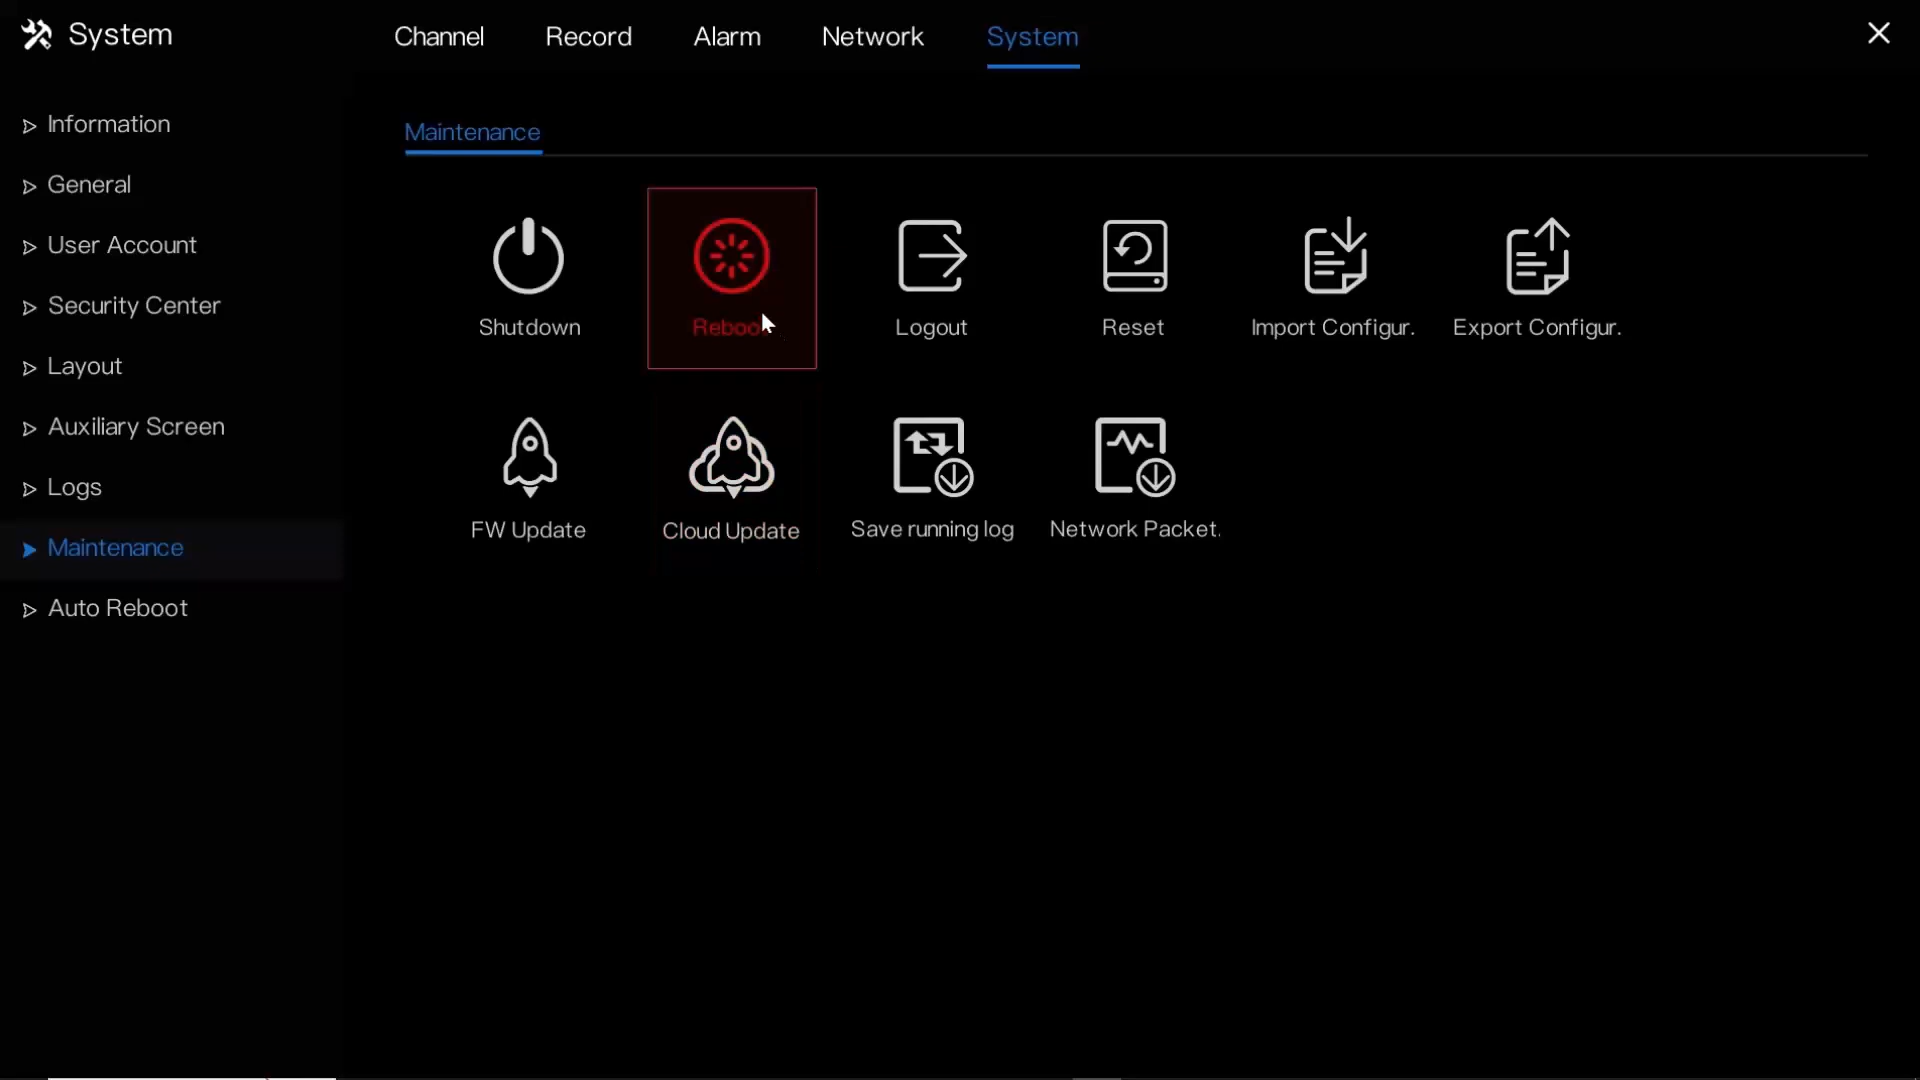 System
Channel Record Alarm Network System
Information
General
User Account
Security Center
Layout
Auxiliary Screen
Logs
Maintenance
Auto Reboot
Maintenance
Shutdown Reboot Logout Reset Import Configur. Export Configur.
FW Update Cloud Update Save running log Network Packet.